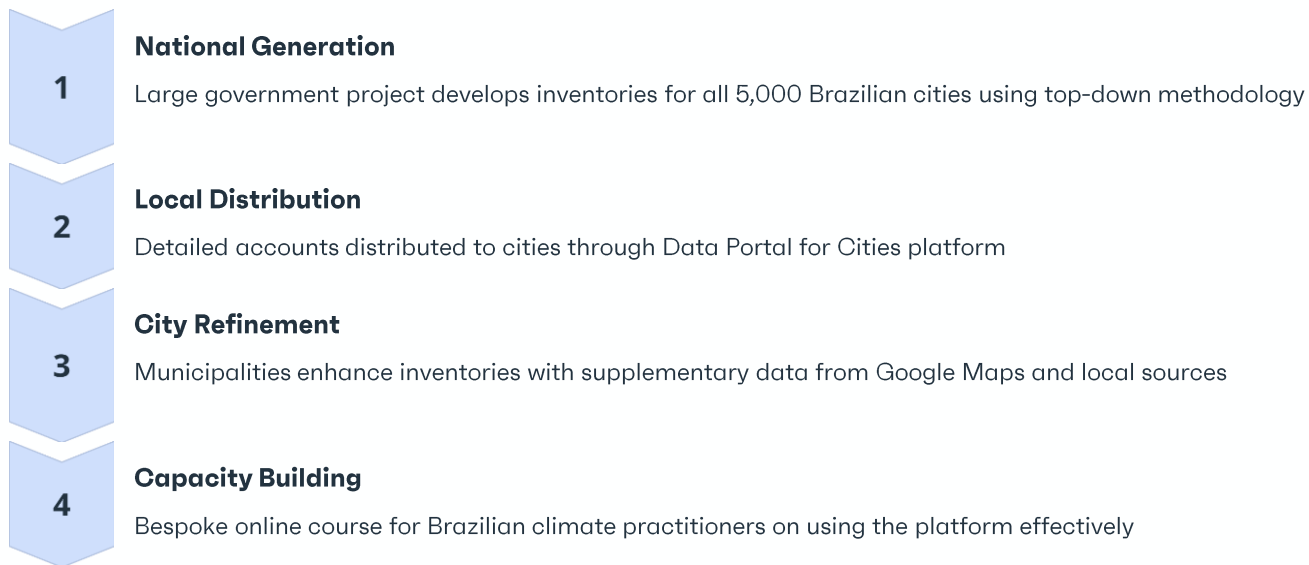 1
National Generation
Large government project develops inventories for all 5,000 Brazilian cities using top-down methodology
2
Local Distribution
Detailed accounts distributed to cities through Data Portal for Cities platform
3
City Refinement
Municipalities enhance inventories with supplementary data from Google Maps and local sources
4
Capacity Building
Bespoke online course for Brazilian climate practitioners on using the platform effectively